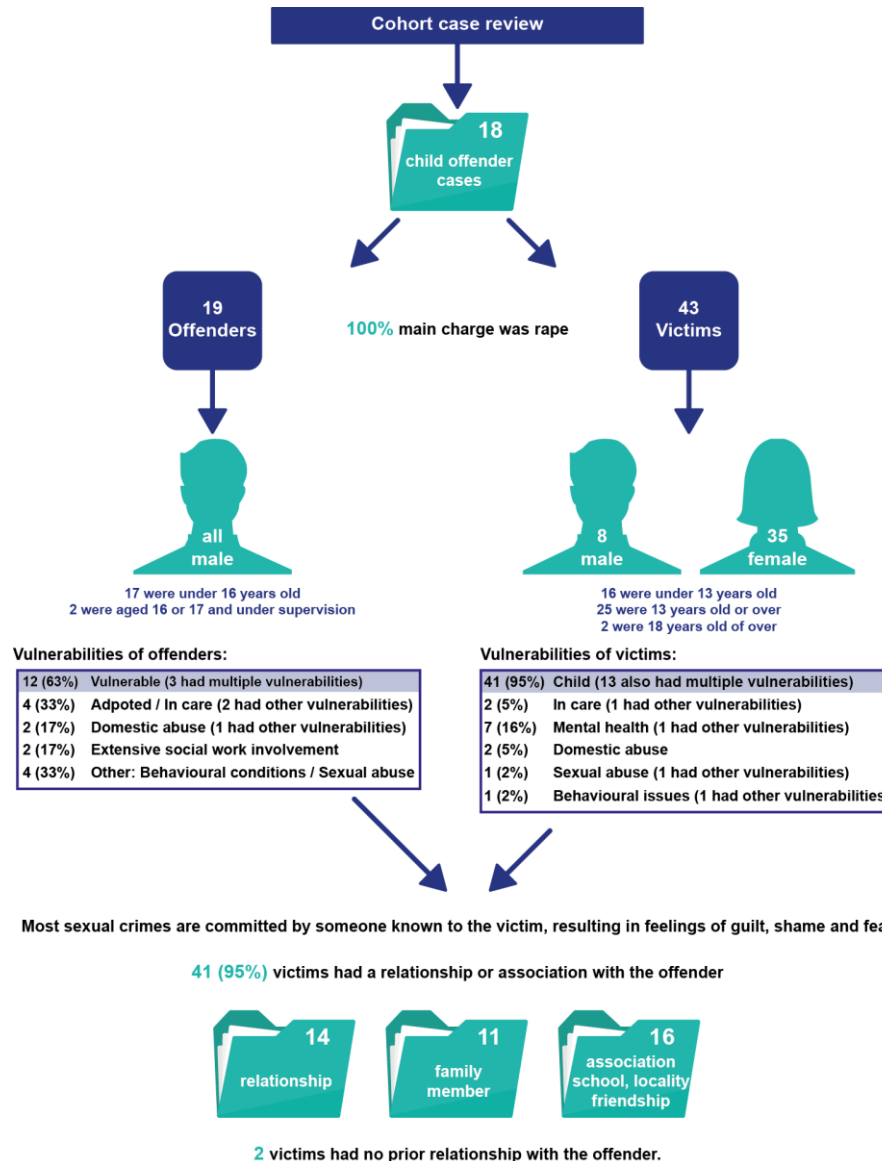 Cohort case review
18
child offender
cases
19
Offenders
100% main charge was rape
43
Victims
all
male
8
male
35
female
17 were under 16 years old
2 were aged 16 or 17 and under supervision
16 were under 13 years old
25 were 13 years old or over
2 were 18 years old of over
Vulnerabilities of offenders:
12 (63%) Vulnerable (3 had multiple vulnerabilities)
4 (33%) Adpoted / In care (2 had other vulnerabilities)
2 (17%) Domestic abuse (1 had other vulnerabilities)
2 (17%) Extensive social work involvement
4 (33%) Other: Behavioural conditions / Sexual abuse
Vulnerabilities of victims:
41 (95%) Child (13 also had multiple vulnerabilities)
2 (5%) In care (1 had other vulnerabilities)
7 (16%) Mental health (1 had other vulnerabilities)
2 (5%) Domestic abuse
1 (2%) Sexual abuse (1 had other vulnerabilities)
1 (2%) Behavioural issues (1 had other vulnerabilities
Most sexual crimes are committed by someone known to the victim, resulting in feelings of guilt, shame and fea
41 (95%) victims had a relationship or association with the offender
14
relationship
11
family
member
16
association
school, locality
friendship
2 victims had no prior relationship with the offender.